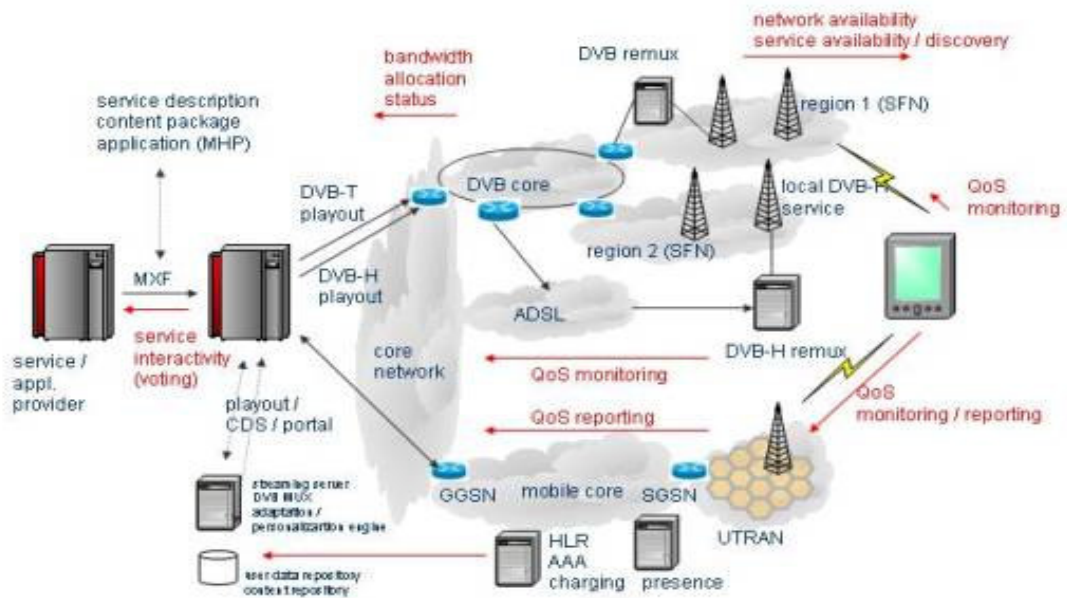 network availability
service availability / discovery
DVB remux
bandwidth
allocation
status
region 1 (SFN)
service description
content package
application (MHP)
DVB core
DVB-T
playout
local DVB-H
service
QoS
monitoring
region 2 (SFN)
DVB-H
playout
MXF
ADSL
service
interactivity
(voting)
core
network
DVB-H remux
service /
appl.
provider
QoS monitoring
playout /
CDS / portal
QoS
monitoring / reporting
QoS reporting
streaming server
DVB MUX
adaptation /
personalizartion engine
GGSN
mobile core
SGSN
UTRAN
HLR
AAA
charging
presence
user data repository
content repository